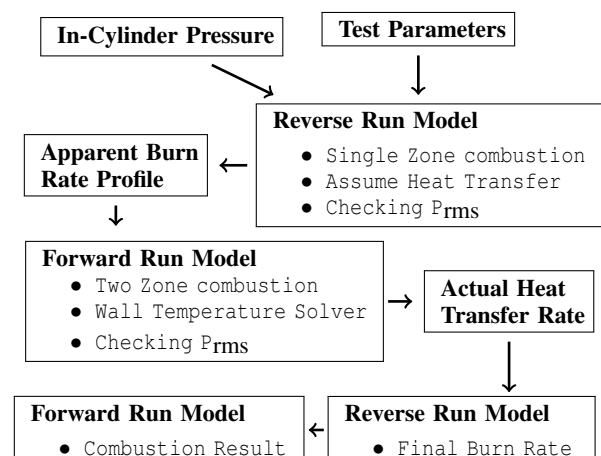 In-Cylinder Pressure
Test Parameters
Reverse Run Model
• Single Zone combustion
• Assume Heat Transfer
• Checking Prms
Apparent Burn
Rate Profile
Forward Run Model
• Two Zone combustion
• Wall Temperature Solver
• Checking Prms
Actual Heat
Transfer Rate
Forward Run Model
• Combustion Result
Reverse Run Model
• Final Burn Rate